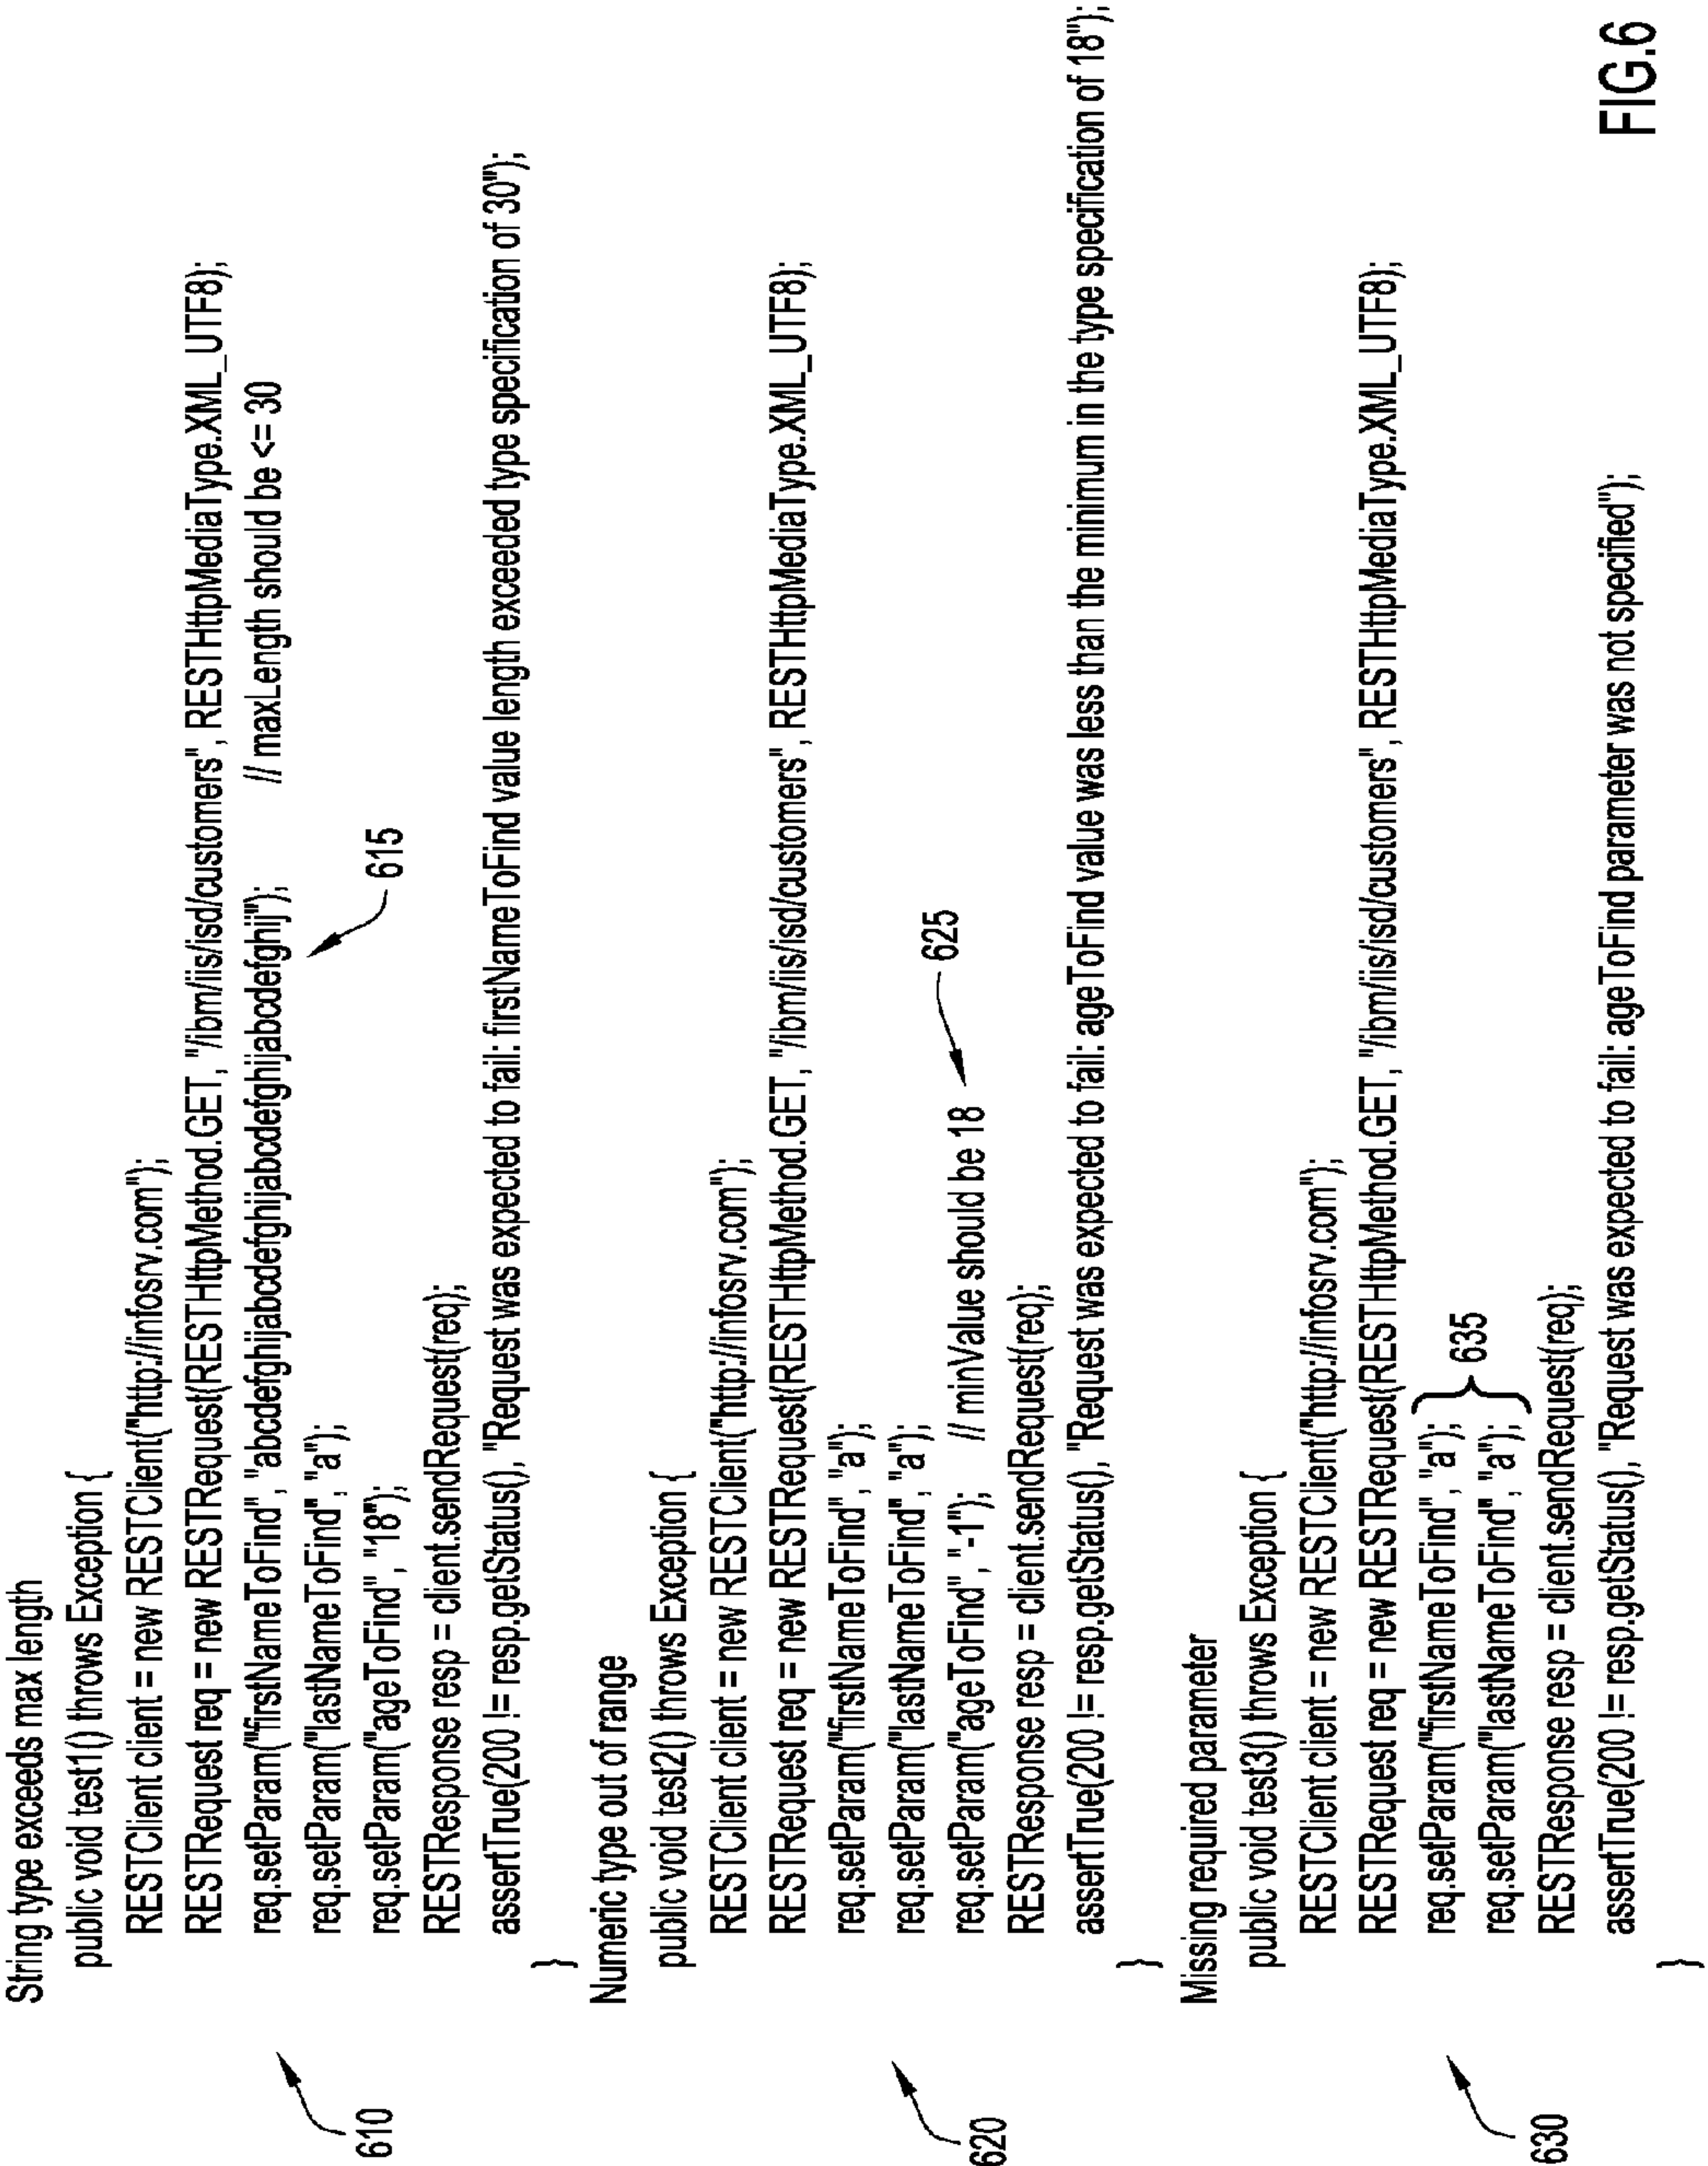 String type exceeds max length
public void test1() throws Exception {
RESTClient client = new RESTClient("http://infosrv.com");
RESTRequest req = new RESTRequest(RESTHttpMethod.GET, "/ibm/iis/isd/customers", RESTHttpMediaType.XML_UTF8);
req.setParam("firstNameToFind", "abcdefghijabcdefghijabcdefghijabcdefghij"); // maxLength should be <= 30
req.setParam("lastNameToFind", "a");
req.setParam("ageToFind", "18");
RESTResponse resp = client.sendRequest(req);
assertTrue(200 != resp.getStatus(), "Request was expected to fail: firstNameToFind value length exceeded type specification of 30");
}
610
615
Numeric type out of range
public void test2() throws Exception {
RESTClient client = new RESTClient("http://infosrv.com");
RESTRequest req = new RESTRequest(RESTHttpMethod.GET, "/ibm/iis/isd/customers", RESTHttpMediaType.XML_UTF8);
req.setParam("firstNameToFind", "a");
req.setParam("lastNameToFind", "a");
req.setParam("ageToFind", "-1"); // minValue should be 18
RESTResponse resp = client.sendRequest(req);
assertTrue(200 != resp.getStatus(), "Request was expected to fail: ageToFind value was less than the minimum in the type specification of 18");
}
620
625
Missing required parameter
public void test3() throws Exception {
RESTClient client = new RESTClient("http://infosrv.com");
RESTRequest req = new RESTRequest(RESTHttpMethod.GET, "/ibm/iis/isd/customers", RESTHttpMediaType.XML_UTF8);
req.setParam("firstNameToFind", "a");
req.setParam("lastNameToFind", "a");
RESTResponse resp = client.sendRequest(req);
assertTrue(200 != resp.getStatus(), "Request was expected to fail: ageToFind parameter was not specified");
}
630
635
FIG.6